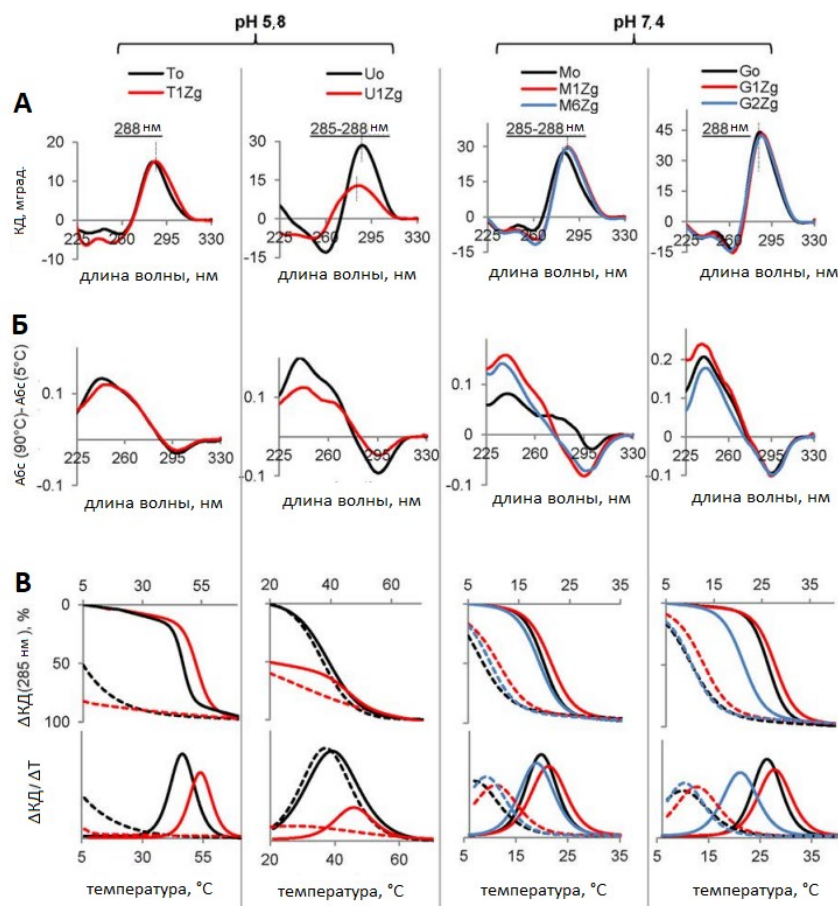 pH 5,8 pH 7,4
To Uo Mo Go
T1Zg U1Zg M1Zg G1Zg
M6Zg G2Zg
А
288 нм 285-288 нм 285-288 нм 288 нм
20 30 30 45
15
10 15 15 30
5 15
0 0 0 0
-5
-10 -15 -15 -15
225 260 295 330 225 260 295 330 225 260 295 330 225 260 295 330
КД, мград.
длина волны, нм длина волны, нм длина волны, нм длина волны, нм
Б
0.1 0.1 0.1 0.2
0.1
225 260 295 330 225 260 295 330 225 260 295 330 225 260 295 330
-0.1 -0.1 -0.1 -0.1
Абс (90°C)-Абс(5°C)
длина волны, нм длина волны, нм длина волны, нм длина волны, нм
В
5 30 55 20 40 60 5 15 25 35 5 15 25 35
0
50
100
ΔКД(285 нм ), %
ΔКД/ ΔТ
5 30 55 20 40 60 5 15 25 35 5 15 25 35
температура, °C температура, °C температура, °C температура, °C